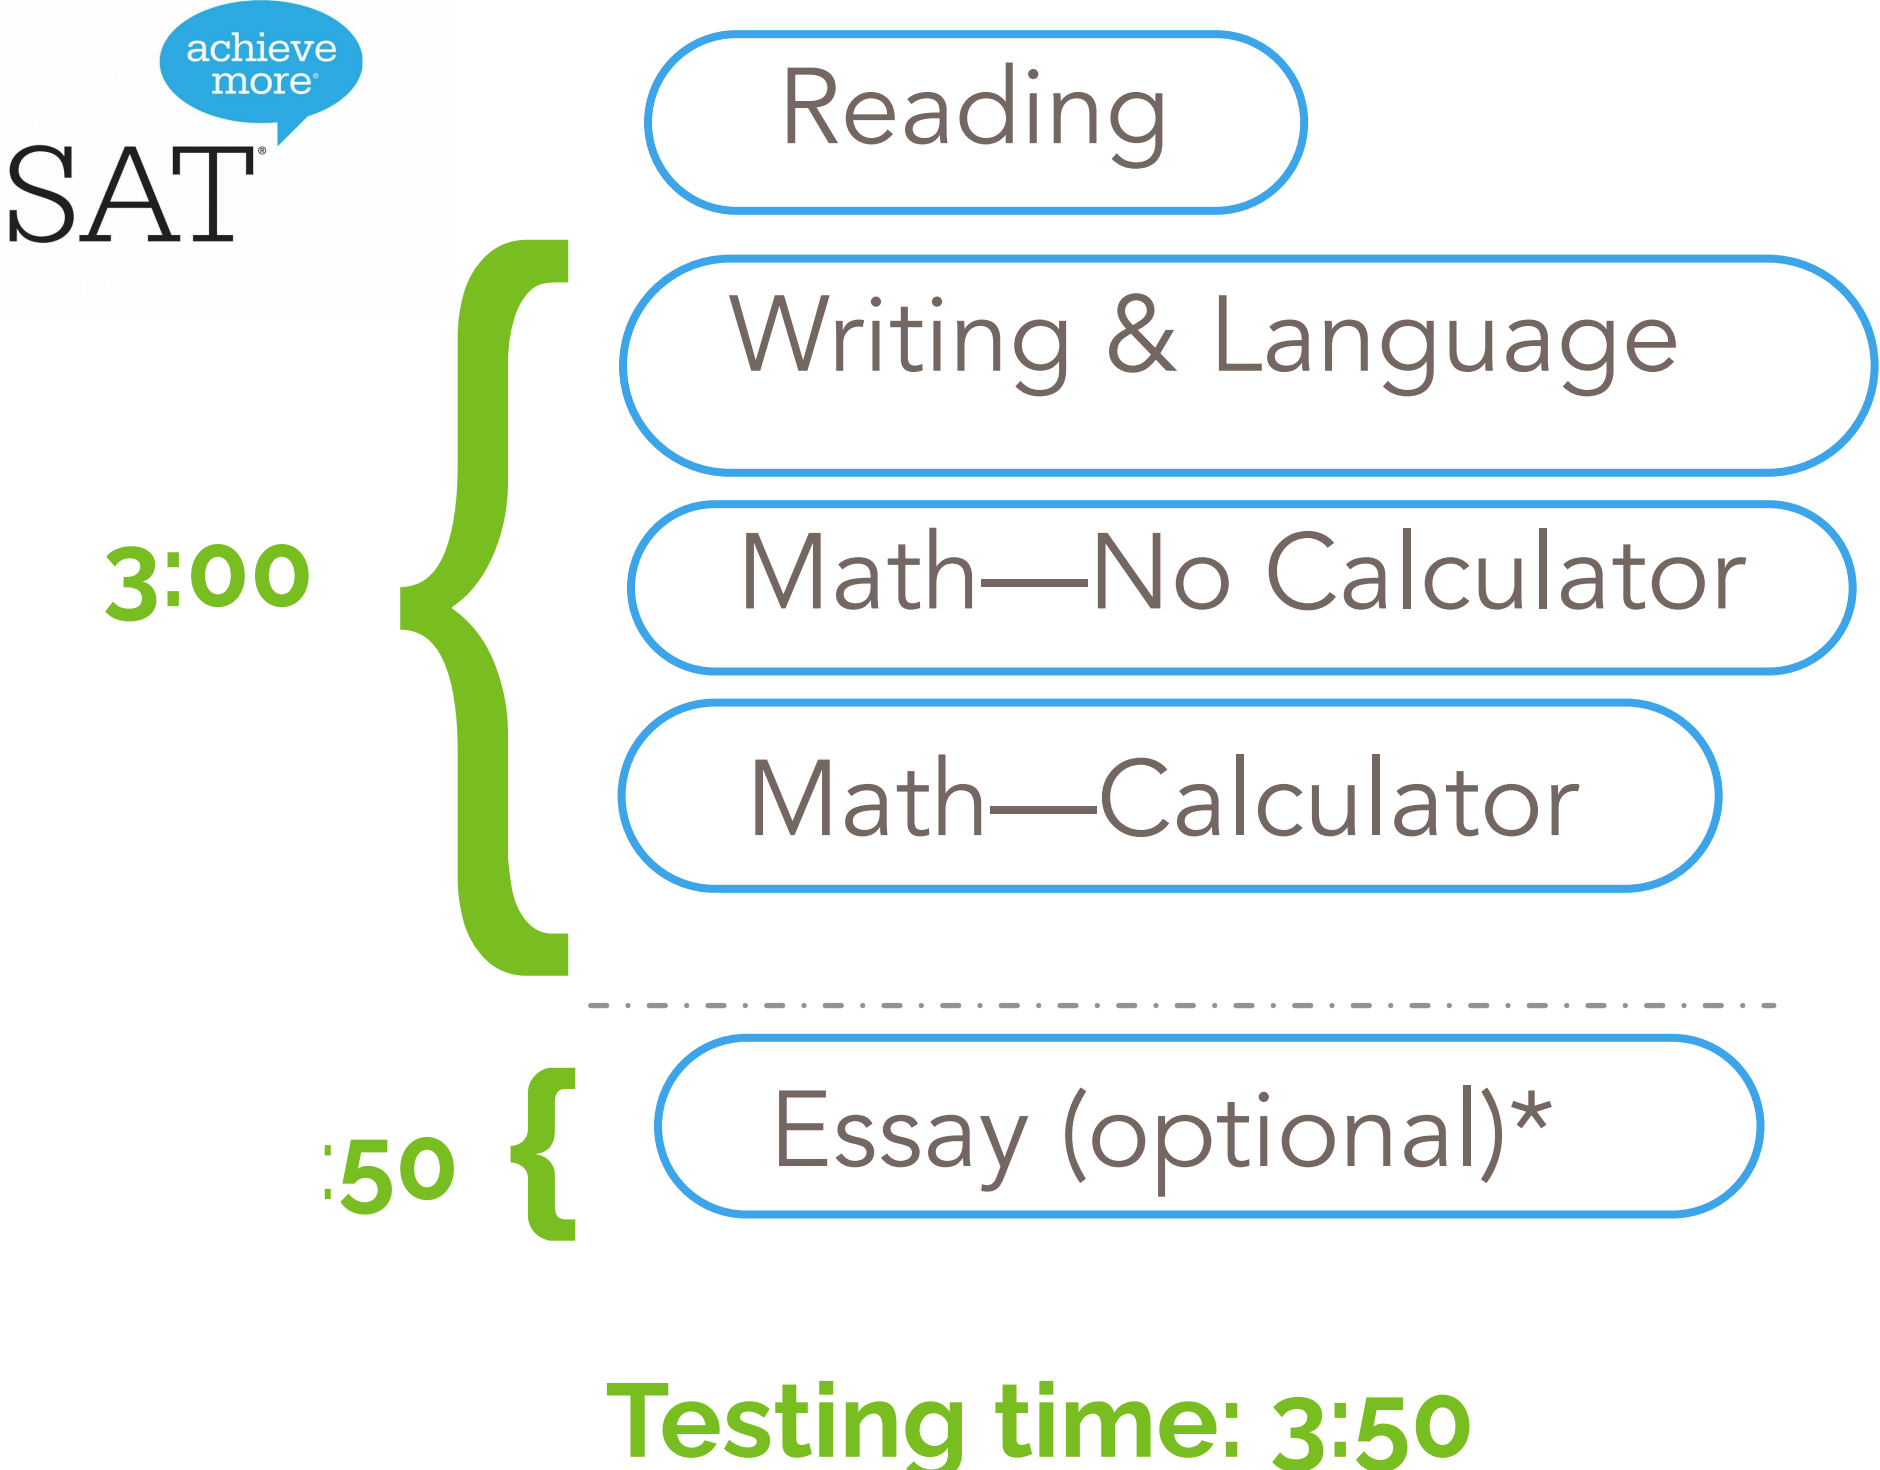 achieve
more®
SAT®
Reading
Writing & Language
3:00
Math—No Calculator
Math—Calculator
:50
Essay (optional)*
Testing time: 3:50